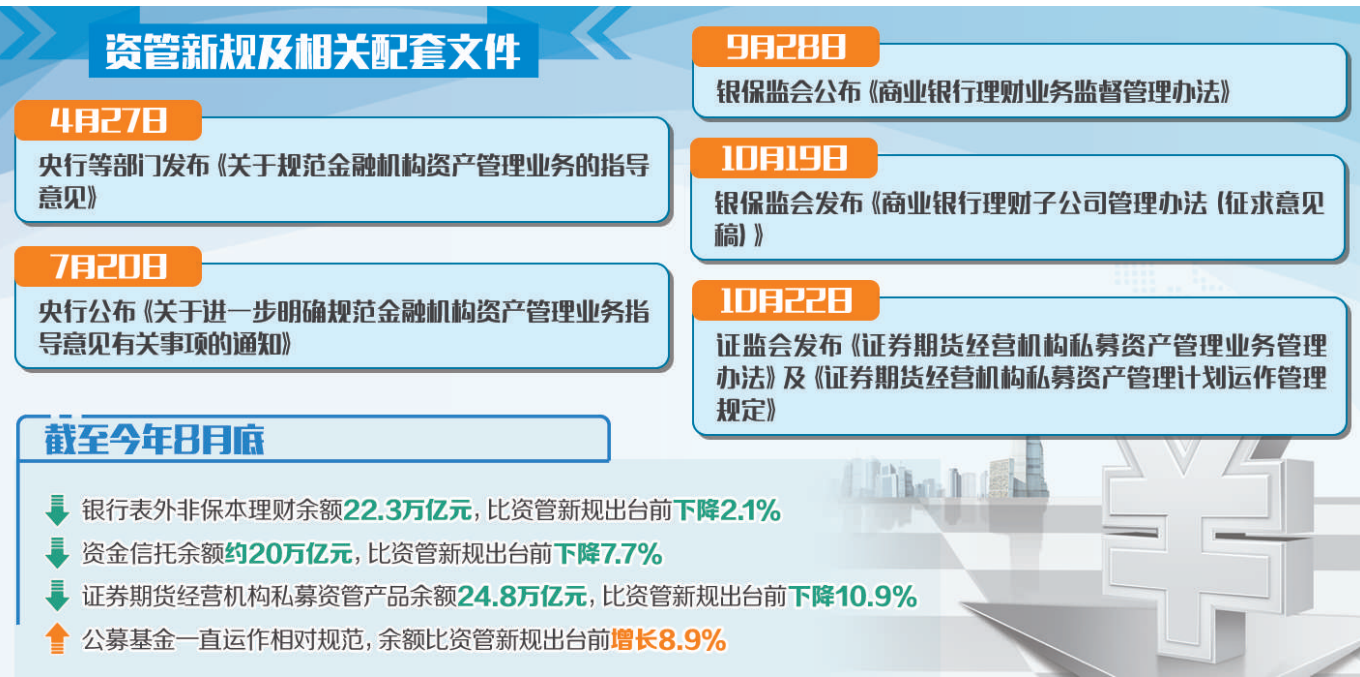 资管新规及相关配套文件
4月27日
央行等部门发布《关于规范金融机构资产管理业务的指导
意见》
7月20日
央行公布《关于进一步明确规范金融机构资产管理业务指
导意见有关事项的通知》
9月28日
银保监会公布《商业银行理财业务监督管理办法》
10月19日
银保监会发布《商业银行理财子公司管理办法（征求意见
稿）》
10月22日
证监会发布《证券期货经营机构私募资产管理业务管理
办法》及《证券期货经营机构私募资产管理计划运作管理
规定》
截至今年8月底
银行表外非保本理财余额22.3万亿元，比资管新规出台前下降2.1%
资金信托余额约20万亿元，比资管新规出台前下降7.7%
证券期货经营机构私募资管产品余额24.8万亿元，比资管新规出台前下降10.9%
公募基金一直运作相对规范，余额比资管新规出台前增长8.9%